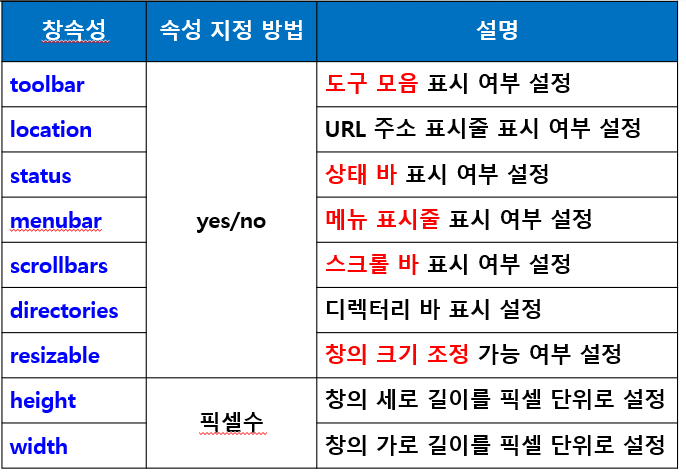 창속성 속성 지정 방법 설명
toolbar 도구 모음 표시 여부 설정
location URL 주소 표시줄 표시 여부 설정
status 상태 바 표시 여부 설정
menubar yes/no 메뉴 표시줄 표시 여부 설정
scrollbars 스크롤 바 표시 여부 설정
directories 디렉터리 바 표시 설정
resizable 창의 크기 조정 가능 여부 설정
height 창의 세로 길이를 픽셀 단위로 설정
픽셀수
width 창의 가로 길이를 픽셀 단위로 설정